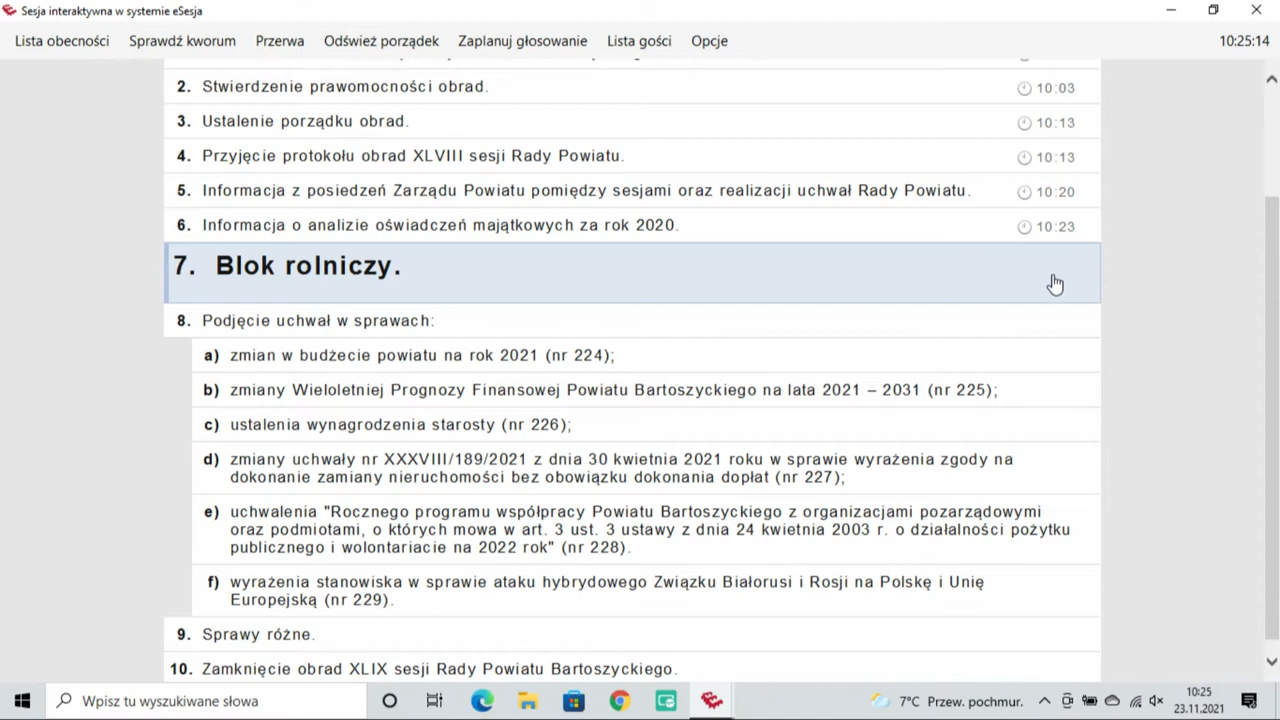 Sesja interaktywna w systemie eSesja
Lista obecności Sprawdź kworum Przerwa Odśwież porządek Zaplanuj głosowanie Lista gości Opcje 10:25:14
2. Stwierdzenie prawomocności obrad. 10:03
3. Ustalenie porządku obrad. 10:13
4. Przyjęcie protokołu obrad XLVIII sesji Rady Powiatu. 10:13
5. Informacja z posiedzeń Zarządu Powiatu pomiędzy sesjami oraz realizacji uchwał Rady Powiatu. 10:20
6. Informacja o analizie oświadczeń majątkowych za rok 2020. 10:23
7. Blok rolniczy.
8. Podjęcie uchwał w sprawach:
a) zmian w budżecie powiatu na rok 2021 (nr 224);
b) zmiany Wieloletniej Prognozy Finansowej Powiatu Bartoszyckiego na lata 2021 – 2031 (nr 225);
c) ustalenia wynagrodzenia starosty (nr 226);
d) zmiany uchwały nr XXXVIII/189/2021 z dnia 30 kwietnia 2021 roku w sprawie wyrażenia zgody na
dokonanie zamiany nieruchomości bez obowiązku dokonania dopłat (nr 227);
e) uchwalenia "Rocznego programu współpracy Powiatu Bartoszyckiego z organizacjami pozarządowymi
oraz podmiotami, o których mowa w art. 3 ust. 3 ustawy z dnia 24 kwietnia 2003 r. o działalności pożytku
publicznego i wolontariacie na 2022 rok" (nr 228).
f) wyrażenia stanowiska w sprawie ataku hybrydowego Związku Białorusi i Rosji na Polskę i Unię
Europejską (nr 229).
9. Sprawy różne.
10. Zamknięcie obrad XLIX sesji Rady Powiatu Bartoszyckiego.
Wpisz tu wyszukiwane słowa 7°C Przew. pochmur. 10:25
23.11.2021